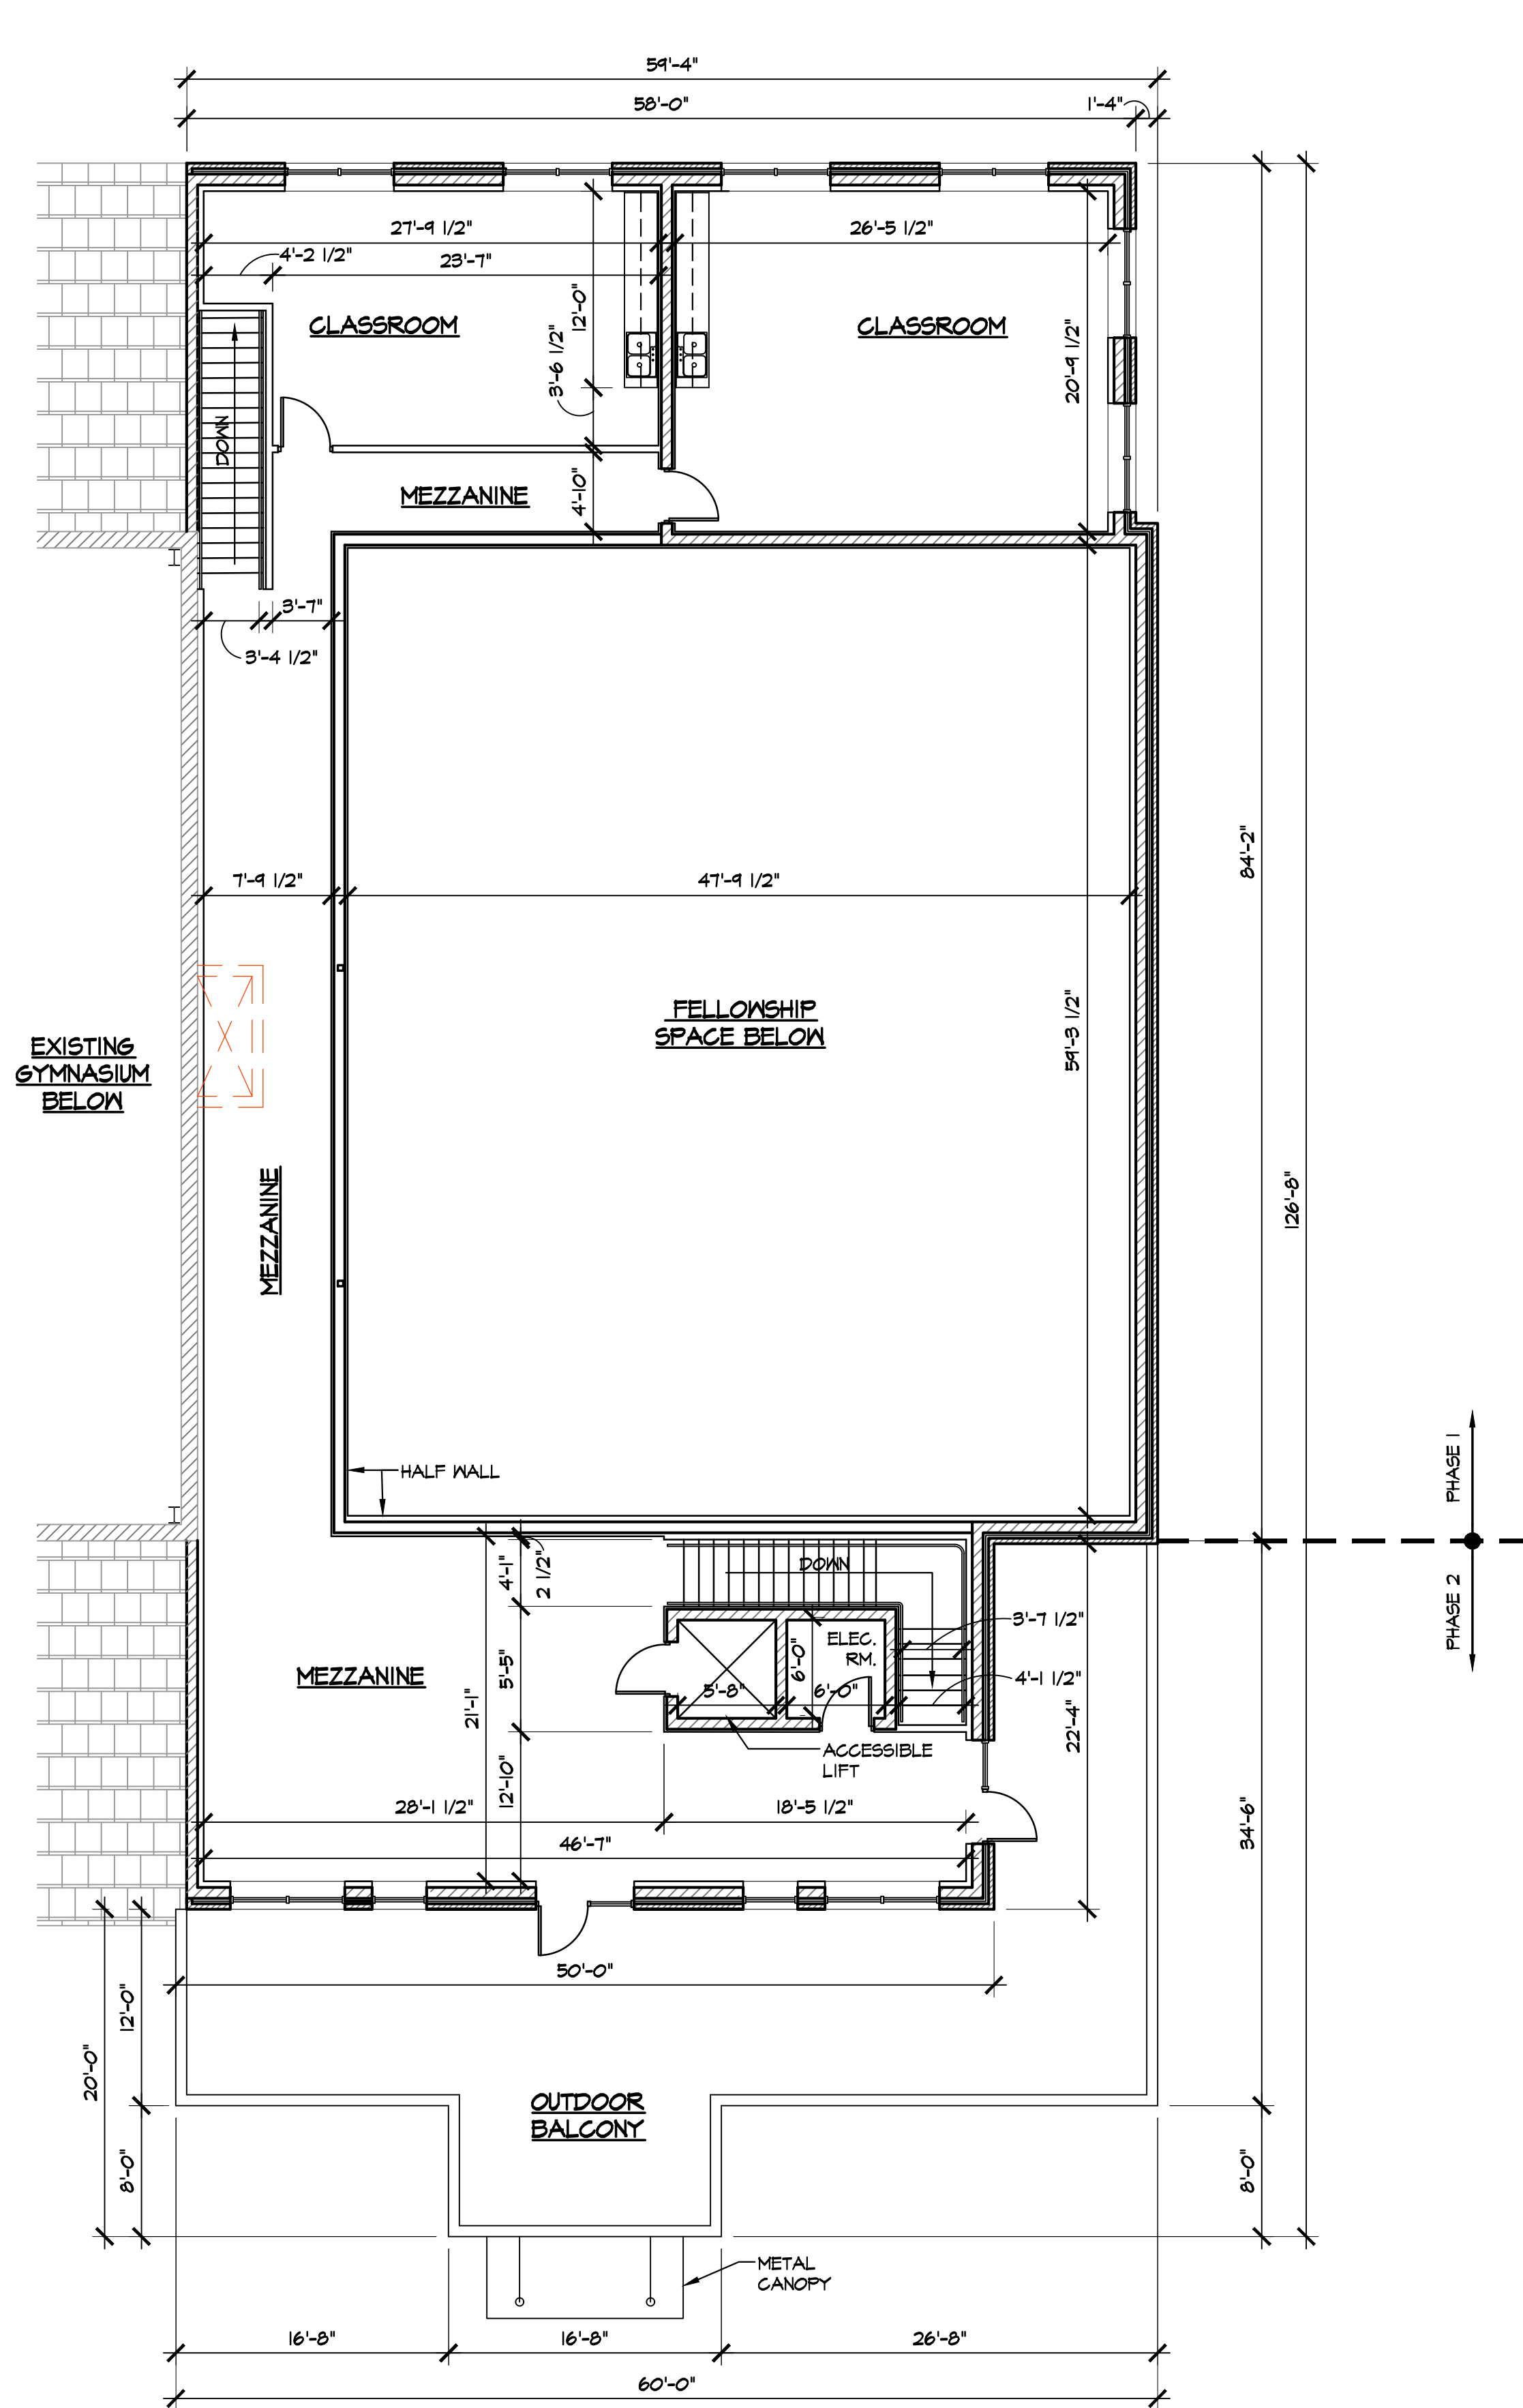 59'-4"
58'-0"
1'-4"
27'-9 1/2"
26'-5 1/2"
4'-2 1/2"
23'-7"
12'-0"
CLASSROOM
CLASSROOM
3'-6 1/2"
20'-9 1/2"
DOWN
MEZZANINE
4'-10"
3'-7"
3'-4 1/2"
84'-2"
7'-9 1/2"
47'-9 1/2"
FELLOWSHIP
SPACE BELOW
59'-3 1/2"
EXISTING
GYMNASIUM
BELOW
126'-8"
MEZZANINE
HALF WALL
PHASE 1
PHASE 2
4'-1"
2 1/2"
DOWN
3'-7 1/2"
ELEC.
RM.
6'-0"
5'-5"
MEZZANINE
4'-1 1/2"
5'-8"
6'-0"
21'-1"
22'-4"
ACCESSIBLE
LIFT
12'-10"
28'-1 1/2"
18'-5 1/2"
34'-6"
46'-7"
50'-0"
12'-0"
20'-0"
OUTDOOR
BALCONY
8'-0"
8'-0"
METAL
CANOPY
16'-8"
16'-8"
26'-8"
60'-0"